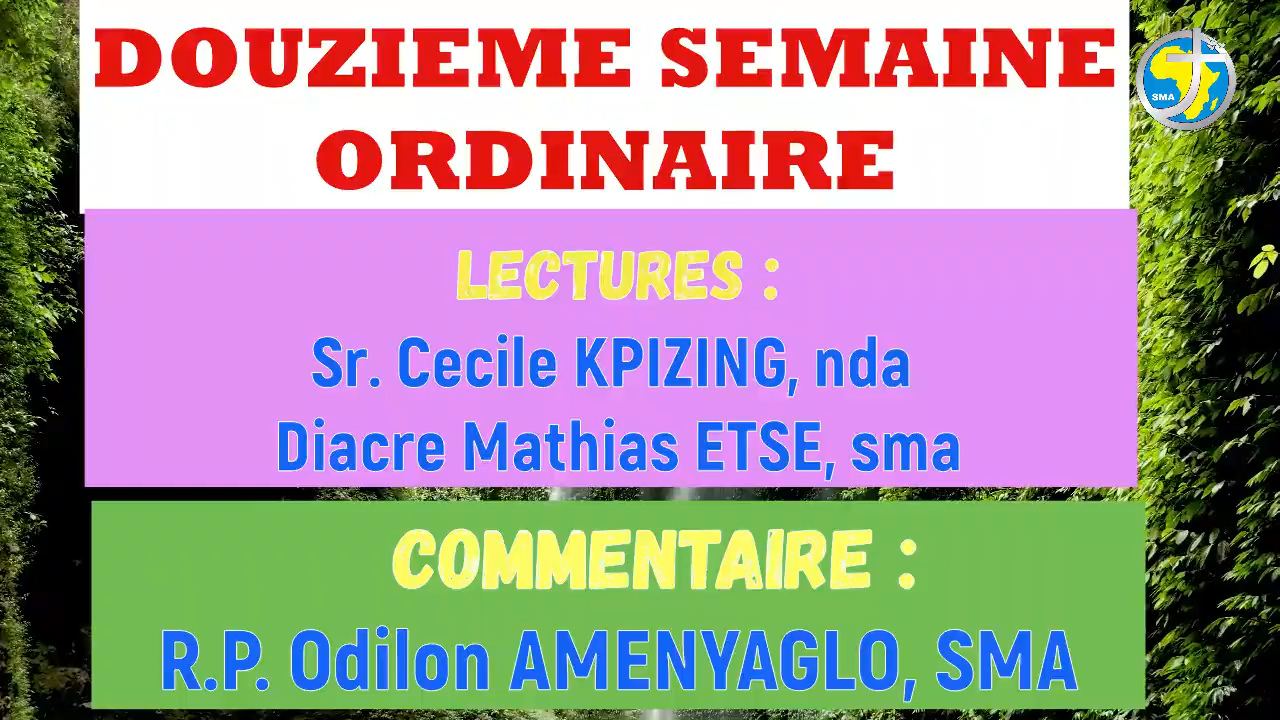 DOUZIEME SEMAINE
ORDINAIRE
SMA
LECTURES :
Sr. Cecile KPIZING, nda
Diacre Mathias ETSE, sma
COMMENTAIRE :
R.P. Odilon AMENYAGLO, SMA